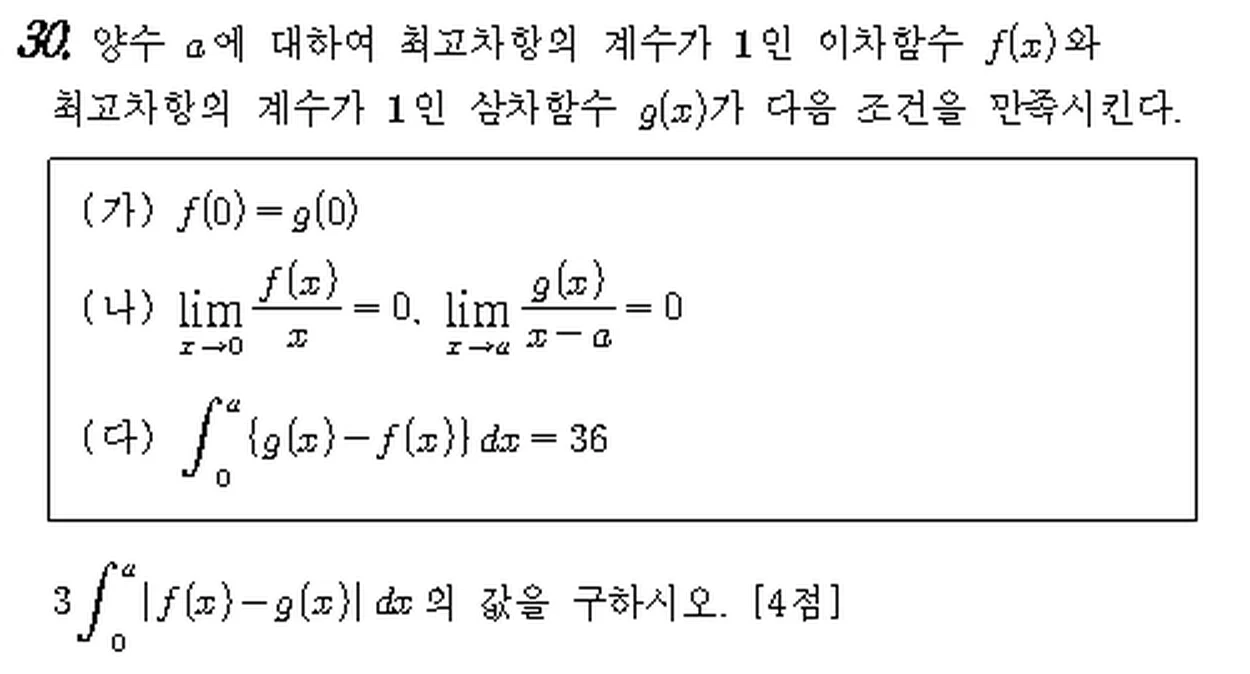 30. 양수 a에 대하여 최고차항의 계수가 1인 이차함수 f(x)와
최고차항의 계수가 1인 삼차함수 g(x)가 다음 조건을 만족시킨다.
(가) f(0)=g(0)
(나) lim_{x→0} f(x)/x = 0, lim_{x→a} g(x)/(x-a) = 0
(다) ∫_0^a {g(x)-f(x)} dx = 36
3∫_0^a |f(x)-g(x)| dx의 값을 구하시오. [4점]